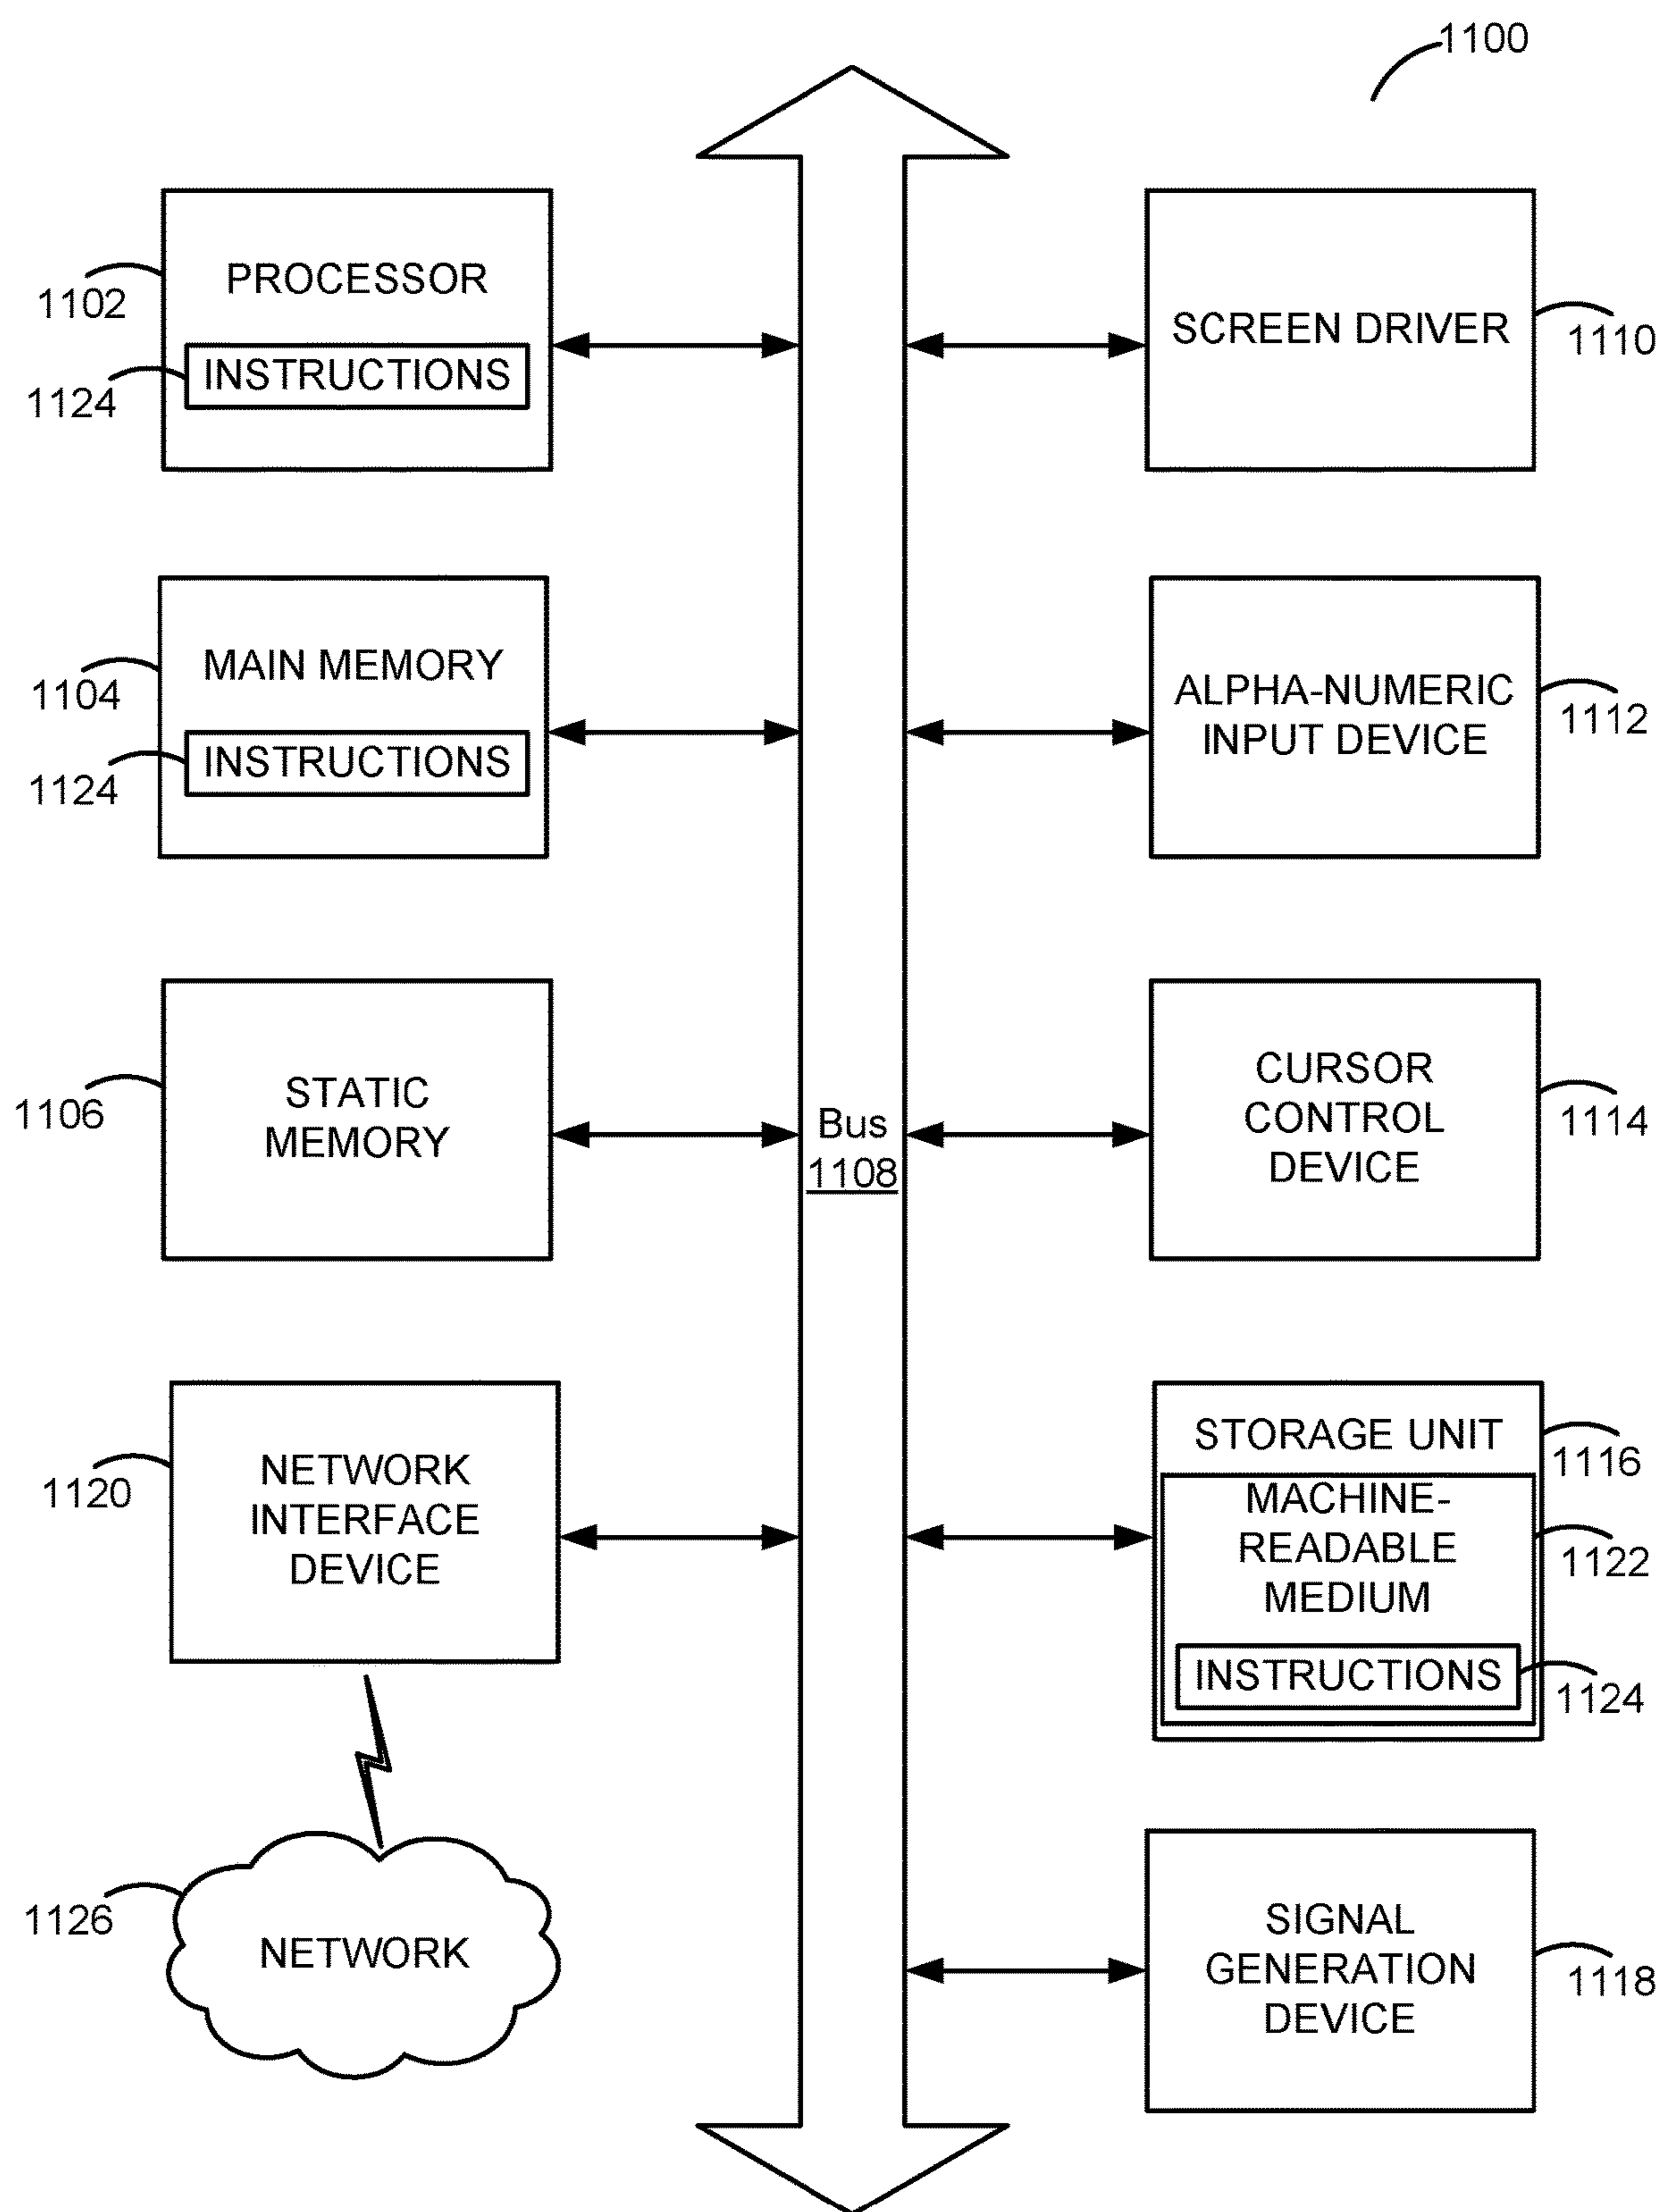 1100
PROCESSOR
1102
INSTRUCTIONS
1124
SCREEN DRIVER
1110
MAIN MEMORY
1104
INSTRUCTIONS
1124
ALPHA-NUMERIC
INPUT DEVICE
1112
STATIC
MEMORY
1106
Bus
1108
CURSOR
CONTROL
DEVICE
1114
NETWORK
INTERFACE
DEVICE
1120
STORAGE UNIT
1116
MACHINE-
READABLE
MEDIUM
1122
INSTRUCTIONS
1124
NETWORK
1126
SIGNAL
GENERATION
DEVICE
1118